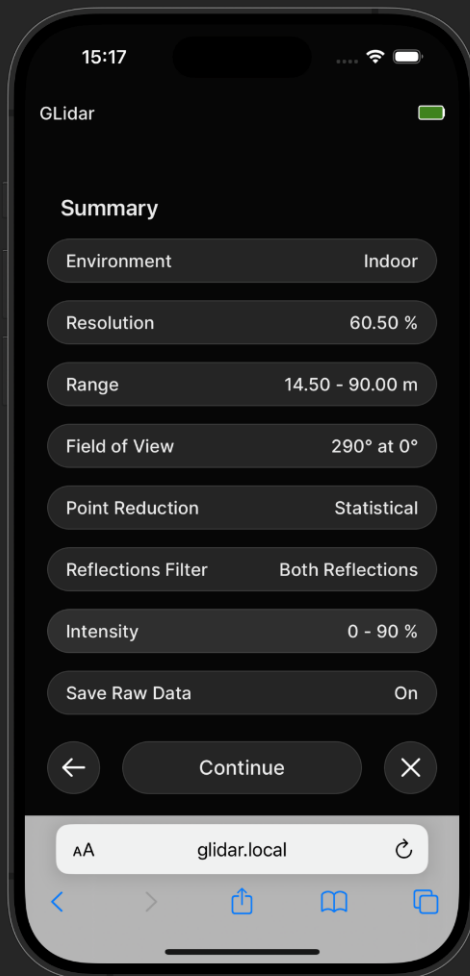 15:17
GLidar
Summary
Environment Indoor
Resolution 60.50 %
Range 14.50 - 90.00 m
Field of View 290° at 0°
Point Reduction Statistical
Reflections Filter Both Reflections
Intensity 0 - 90 %
Save Raw Data On
Continue
AA glidar.local